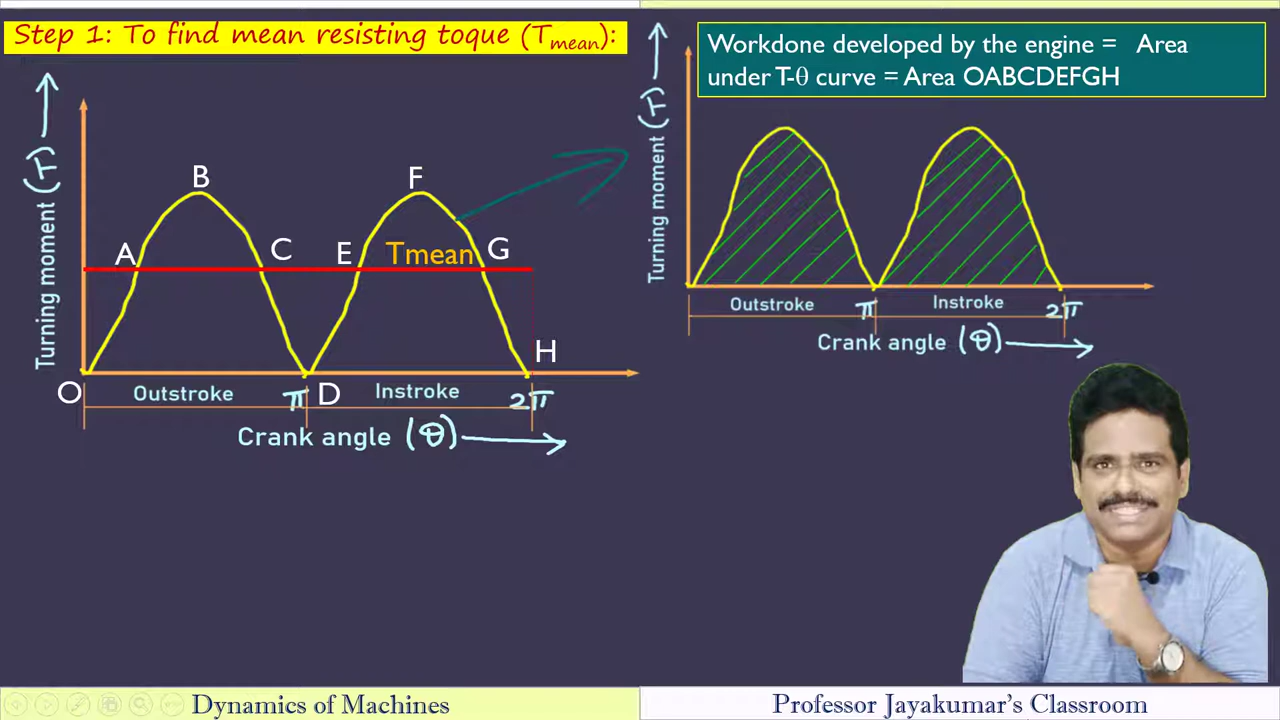 Step 1: To find mean resisting toque (Tmean):
Turning moment (T)
B
F
A
C
E
Tmean
G
H
O
Outstroke
π
D
Instroke
2π
Crank angle (θ)
Workdone developed by the engine = Area
under T-θ curve = Area OABCDEFGH
Turning moment (T)
Outstroke
π
Instroke
2π
Crank angle (θ)
Dynamics of Machines
Professor Jayakumar's Classroom